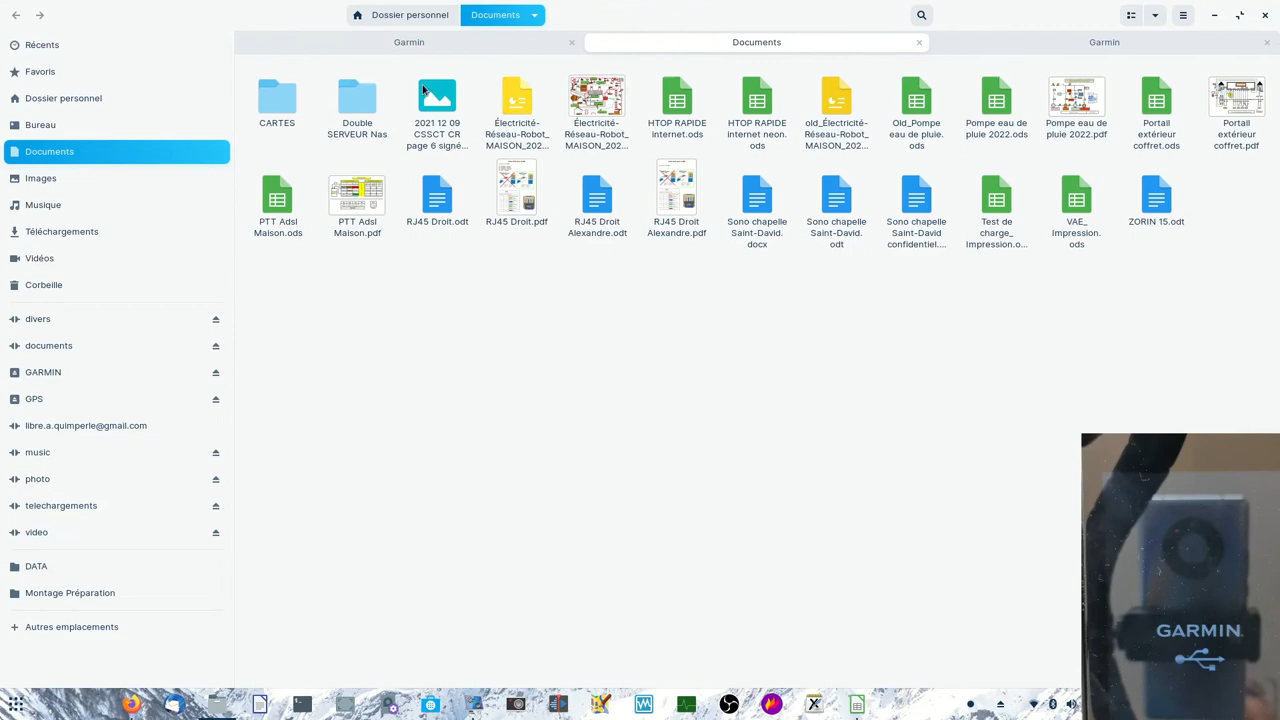 Dossier personnel
Documents
Garmin
Documents
Garmin
Récents
Favoris
Dossier personnel
Bureau
Documents
Images
Musique
Téléchargements
Vidéos
Corbeille
divers
documents
GARMIN
GPS
libre.a.quimperle@gmail.com
music
photo
telechargements
video
DATA
Montage Préparation
Autres emplacements
CARTES
Double
SERVEUR Nas
2021 12 09
CSSCT CR
page 6 signé...
Électricité-
Réseau-Robot_
MAISON_202...
Électricité-
Réseau-Robot_
MAISON_202...
HTOP RAPIDE
internet.ods
HTOP RAPIDE
internet neon.
ods
old_Électricité-
Réseau-Robot_
MAISON_202...
Old_Pompe
eau de pluie.
ods
Pompe eau de
pluie 2022.ods
Pompe eau de
pluie 2022.pdf
Portail
extérieur
coffret.ods
Portail
extérieur
coffret.pdf
PTT Adsl
Maison.ods
PTT Adsl
Maison.pdf
RJ45 Droit.odt
RJ45 Droit.pdf
RJ45 Droit
Alexandre.odt
RJ45 Droit
Alexandre.pdf
Sono chapelle
Saint-David.
docx
Sono chapelle
Saint-David.
odt
Sono chapelle
Saint-David
confidentiel....
Test de
charge_
Impression.o...
VAE_
Impression.
ods
ZORIN 15.odt
GARMIN